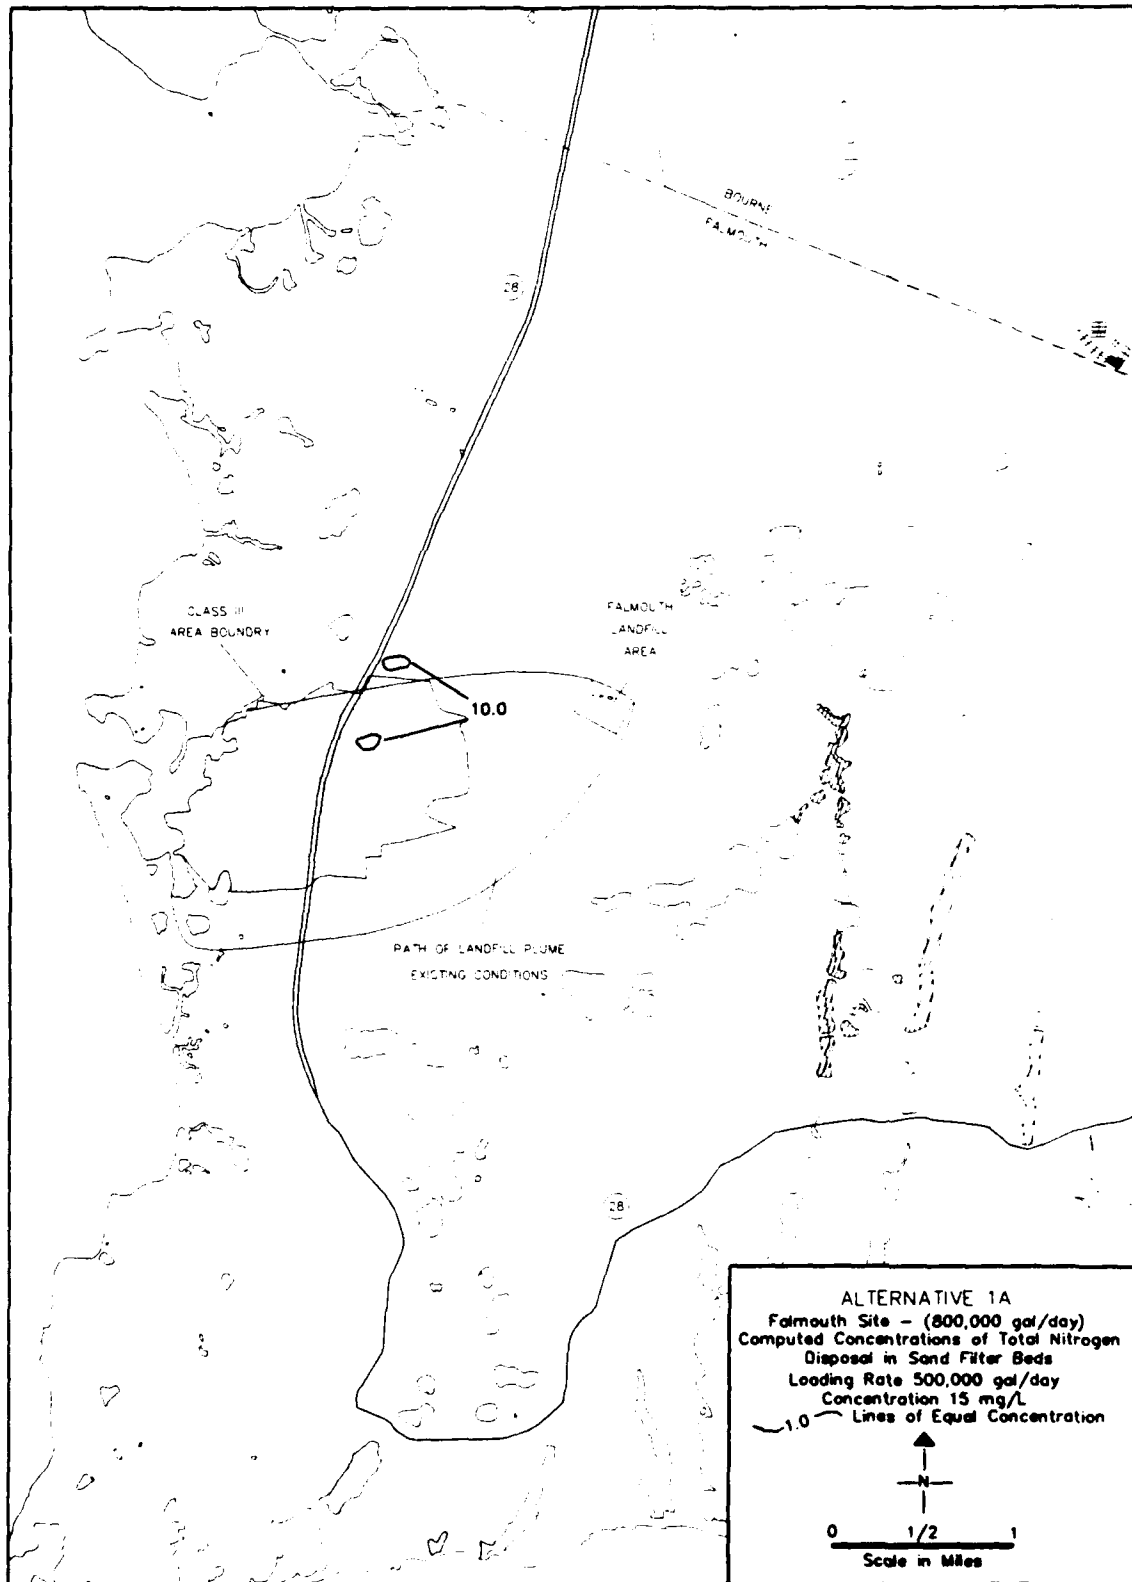 BOURNE
FALMOUTH
28
CLASS III
AREA BOUNDRY
FALMOUTH
LANDFILL
AREA
10.0
PATH OF LANDFILL PLUME
EXISTING CONDITIONS
28
ALTERNATIVE 1A
Falmouth Site - (800,000 gal/day)
Computed Concentrations of Total Nitrogen
Disposal in Sand Filter Beds
Loading Rate 500,000 gal/day
Concentration 15 mg/L
1.0 Lines of Equal Concentration
N
0 1/2 1
Scale in Miles